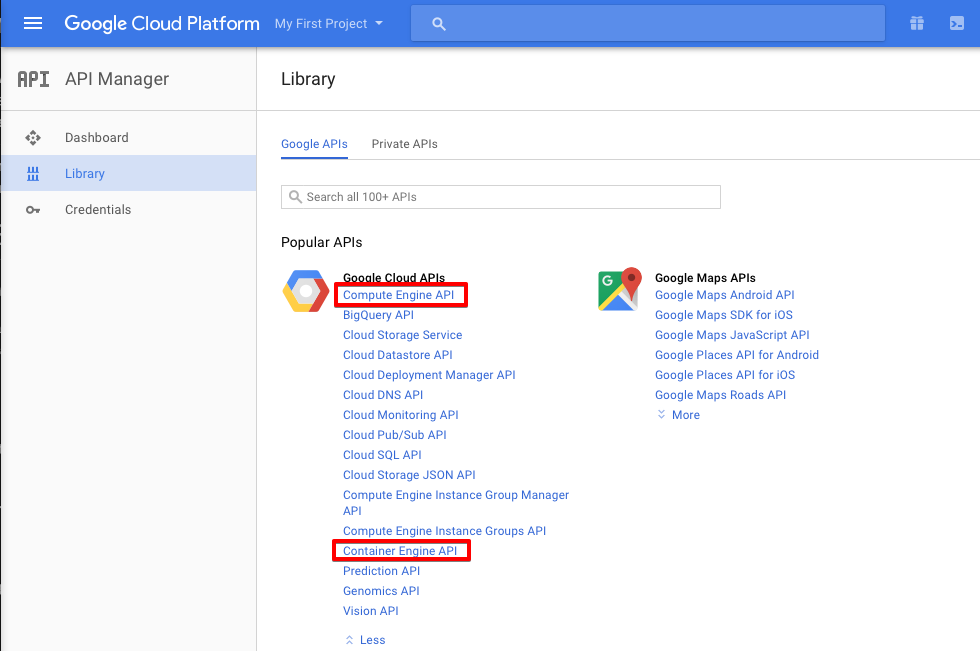 Google Cloud Platform My First Project
API API Manager
Library
Dashboard
Library
Credentials
Google APIs Private APIs
Search all 100+ APIs
Popular APIs
Google Cloud APIs
Compute Engine API
BigQuery API
Cloud Storage Service
Cloud Datastore API
Cloud Deployment Manager API
Cloud DNS API
Cloud Monitoring API
Cloud Pub/Sub API
Cloud SQL API
Cloud Storage JSON API
Compute Engine Instance Group Manager
API
Compute Engine Instance Groups API
Container Engine API
Prediction API
Genomics API
Vision API
Less
G
Google Maps APIs
Google Maps Android API
Google Maps SDK for iOS
Google Maps JavaScript API
Google Places API for Android
Google Places API for iOS
Google Maps Roads API
More